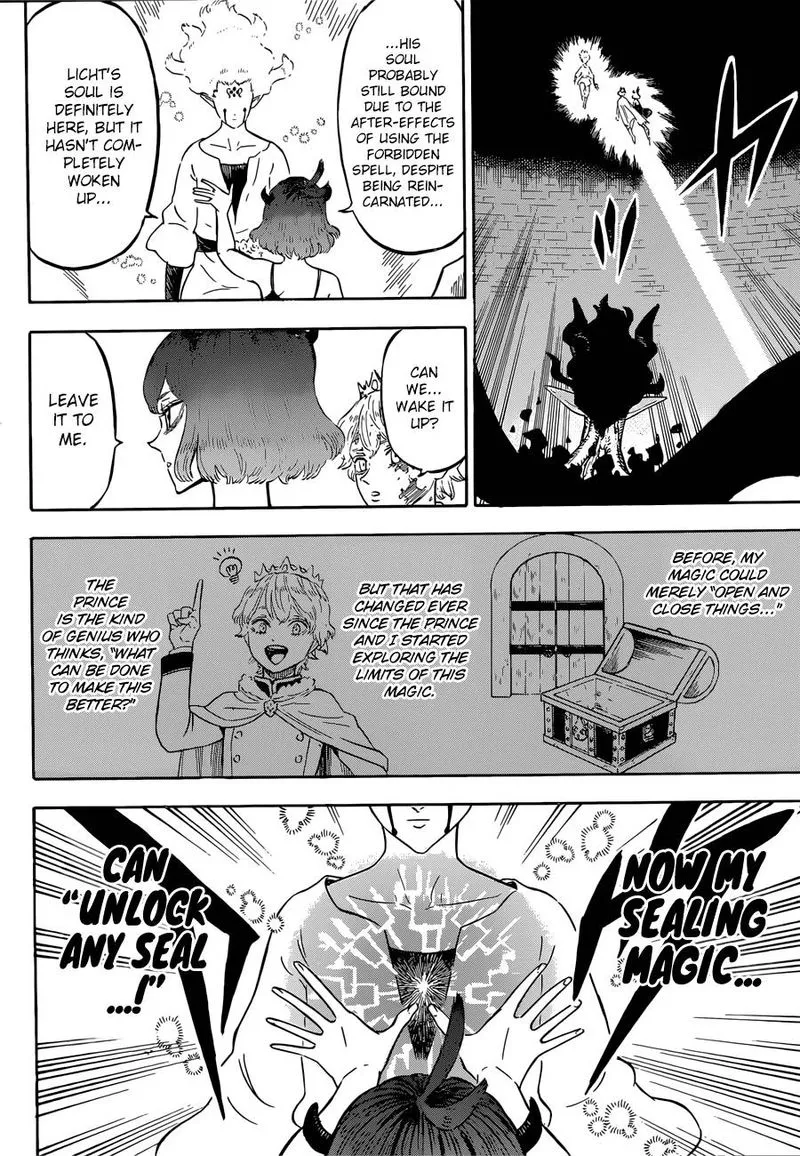 ...HIS
SOUL
PROBABLY
STILL BOUND
DUE TO THE
AFTER-EFFECTS
OF USING
THE
FORBIDDEN
SPELL, DESPITE
BEING REIN-
CARNATED...
LICHT'S
SOUL IS
DEFINITELY
HERE, BUT IT
HASN'T COM-
PLETELY
WOKEN
UP...
CAN
WE...
WAKE IT
UP?
LEAVE
IT TO
ME.
BEFORE, MY
MAGIC COULD
MERELY "OPEN AND
CLOSE THINGS..."
BUT THAT HAS
CHANGED EVER
SINCE THE PRINCE
AND I STARTED
EXPLORING THE
LIMITS OF THIS
MAGIC.
THE
PRINCE
IS THE KIND
OF GENIUS WHO
THINKS, "WHAT
CAN BE DONE
TO MAKE THIS
BETTER?"
NOW MY
SEALING
MAGIC...
CAN
"UNLOCK
ANY SEAL
....!"